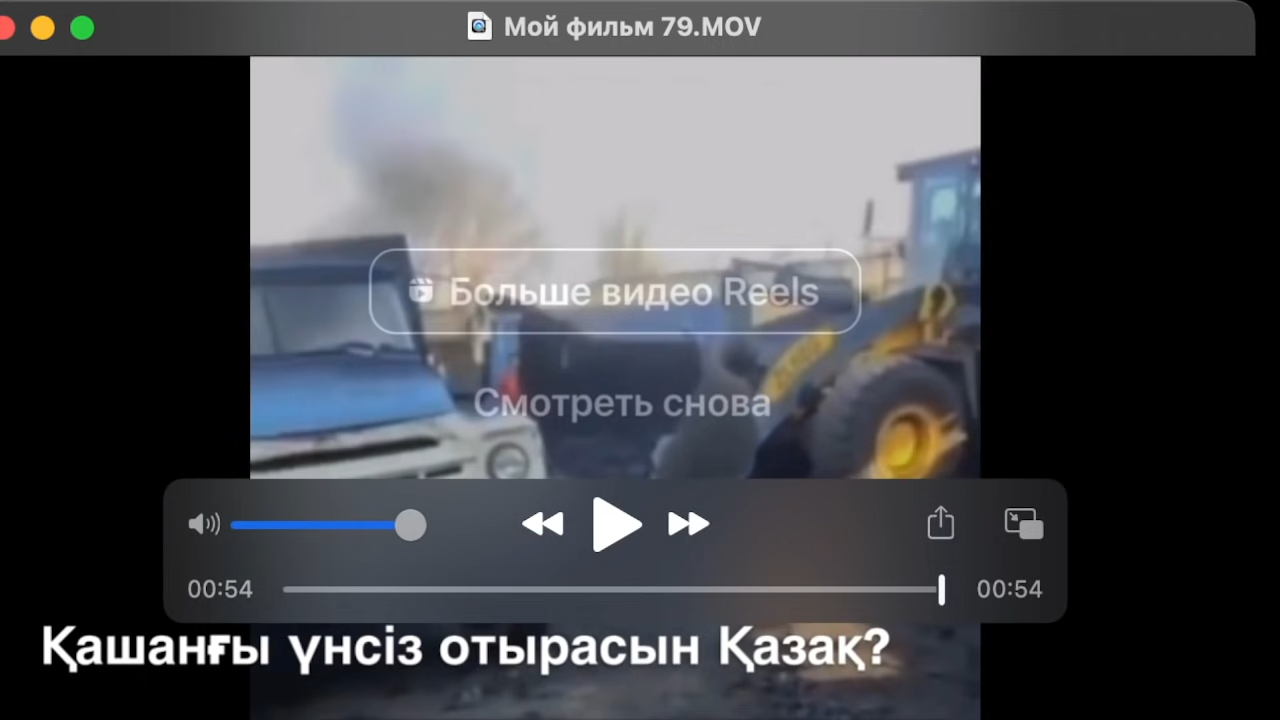 Мой фильм 79.MOV
Больше видео Reels
Смотреть снова
00:54
00:54
Қашанғы үнсіз отырасын Қазақ?